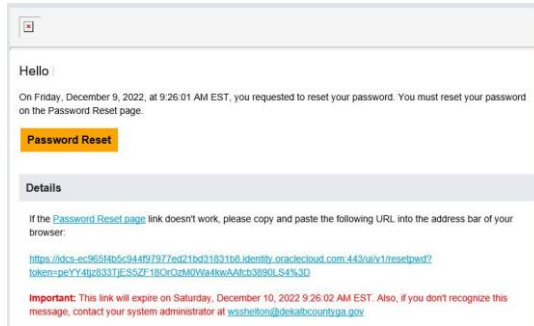 Hello
On Friday, December 9, 2022, at 9:26:01 AM EST, you requested to reset your password. You must reset your password
on the Password Reset page.
Password Reset
Details
If the Password Reset page link doesn't work, please copy and paste the following URL into the address bar of your
browser:
https://idcs-ec965f4b5c944f97977ed21bd31831b8.identity.oraclecloud.com:443/ui/v1/resetpwd?
token=peYY4tjz833TjES5ZF18OrOzM0Wa4kwAAfcb3890LS4%3D
Important: This link will expire on Saturday, December 10, 2022 9:26:02 AM EST. Also, if you don't recognize this
message, contact your system administrator at wsshelton@dekalbcountyga.gov